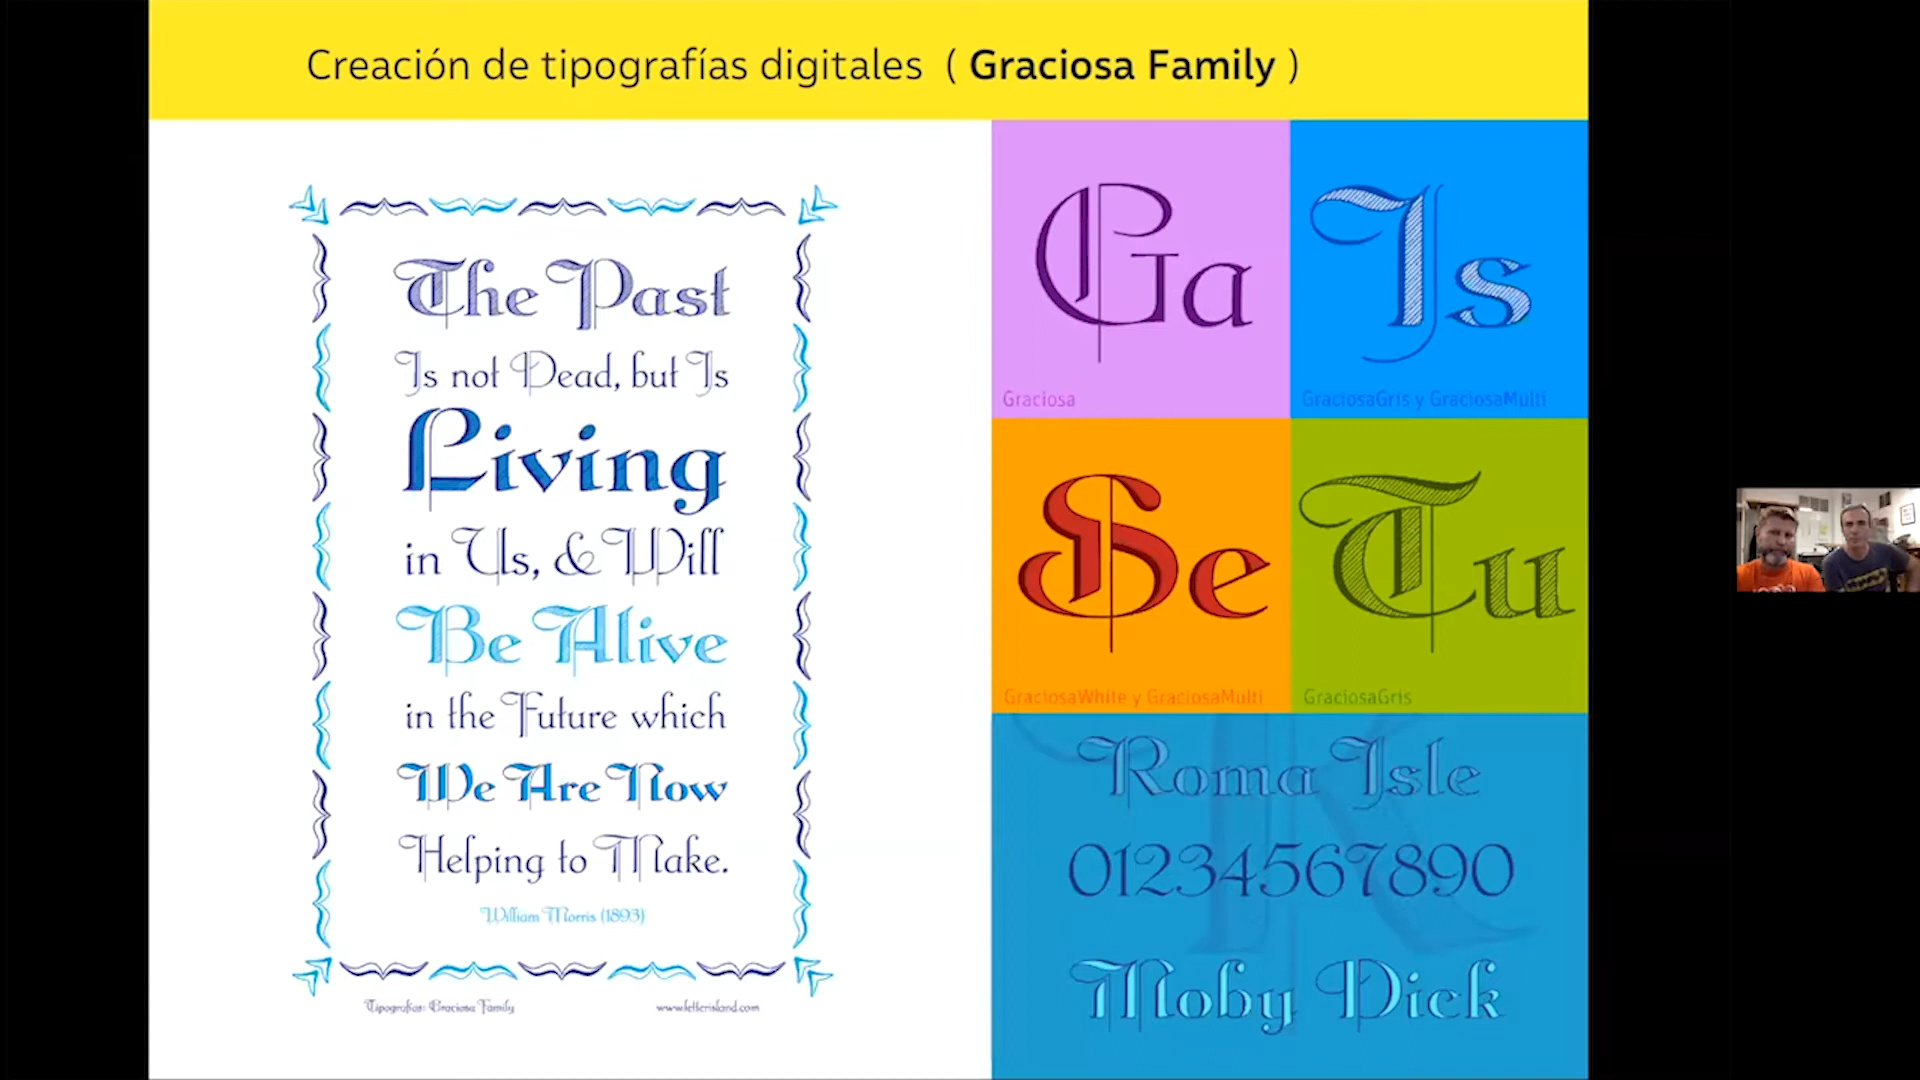 Creación de tipografías digitales ( Graciosa Family )
The Past
Is not Dead, but Is
Living
in Us, & Will
Be Alive
in the Future which
We Are Now
Helping to Make.
William Morris (1893)
Tipografías: Graciosa Family
www.letterisland.com
Ga
Graciosa
Is
GraciosaGris y GraciosaMulti
Se
GraciosaWhite y GraciosaMulti
Tu
GraciosaGris
Roma Isle
01234567890
Moby Dick